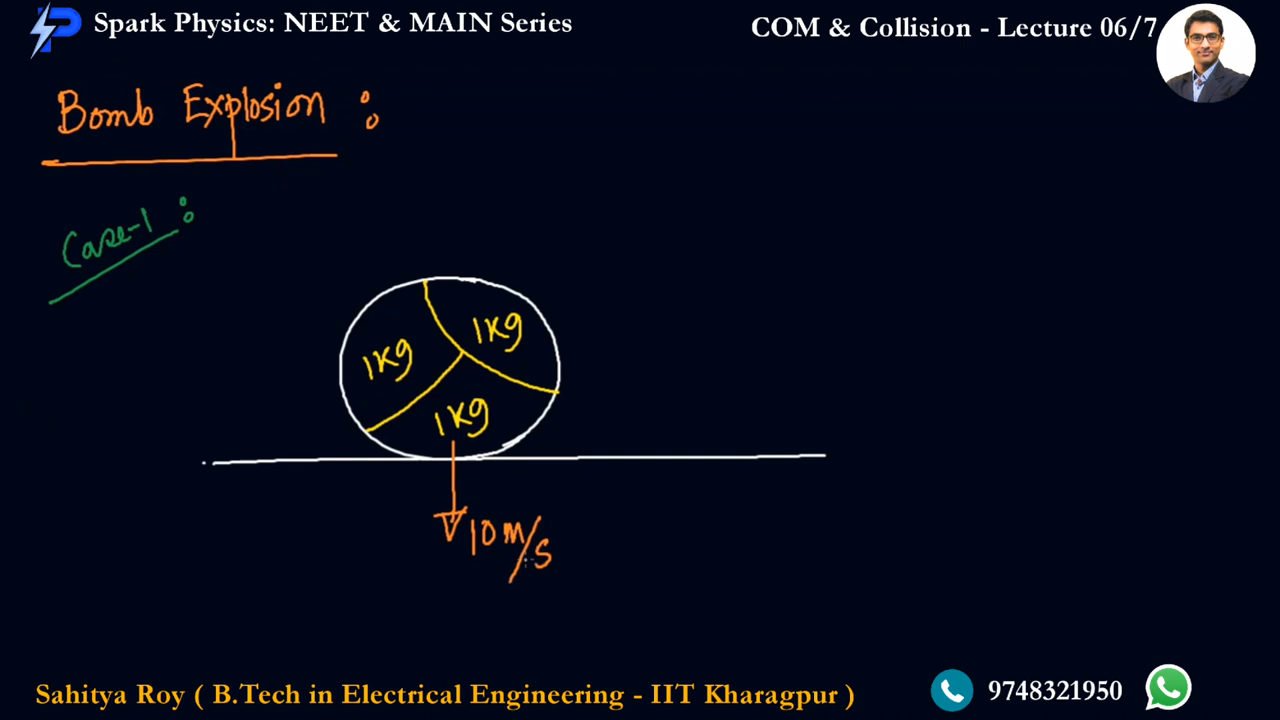 Spark Physics: NEET & MAIN Series
COM & Collision - Lecture 06/7
Bomb Explosion :
Case-1 :
1Kg
1Kg
1Kg
10 M/S
Sahitya Roy ( B.Tech in Electrical Engineering - IIT Kharagpur )
9748321950